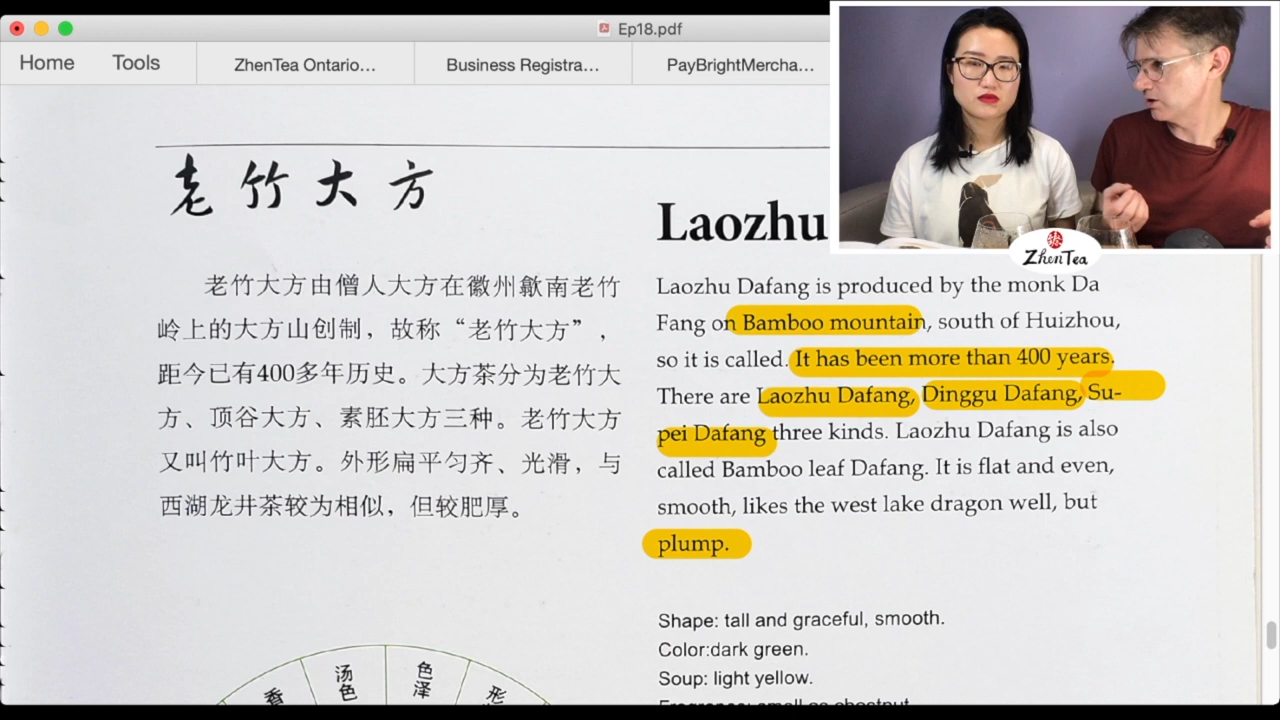 Ep18.pdf
Home
Tools
ZhenTea Ontario...
Business Registra...
PayBrightMercha...
老竹大方
Laozhu
老竹大方由僧人大方在徽州歙南老竹
岭上的大方山创制，故称“老竹大方”，
距今已有400多年历史。大方茶分为老竹大
方、顶谷大方、素胚大方三种。老竹大方
又叫竹叶大方。外形扁平匀齐、光滑，与
西湖龙井茶较为相似，但较肥厚。
Laozhu Dafang is produced by the monk Da
Fang on Bamboo mountain, south of Huizhou,
so it is called. It has been more than 400 years.
There are Laozhu Dafang, Dinggu Dafang, Su-
pei Dafang three kinds. Laozhu Dafang is also
called Bamboo leaf Dafang. It is flat and even,
smooth, likes the west lake dragon well, but
plump.
Shape: tall and graceful, smooth.
Color:dark green.
Soup: light yellow.
Fragrance: smell as chestnut
香
汤色
色泽
形
ZhenTea